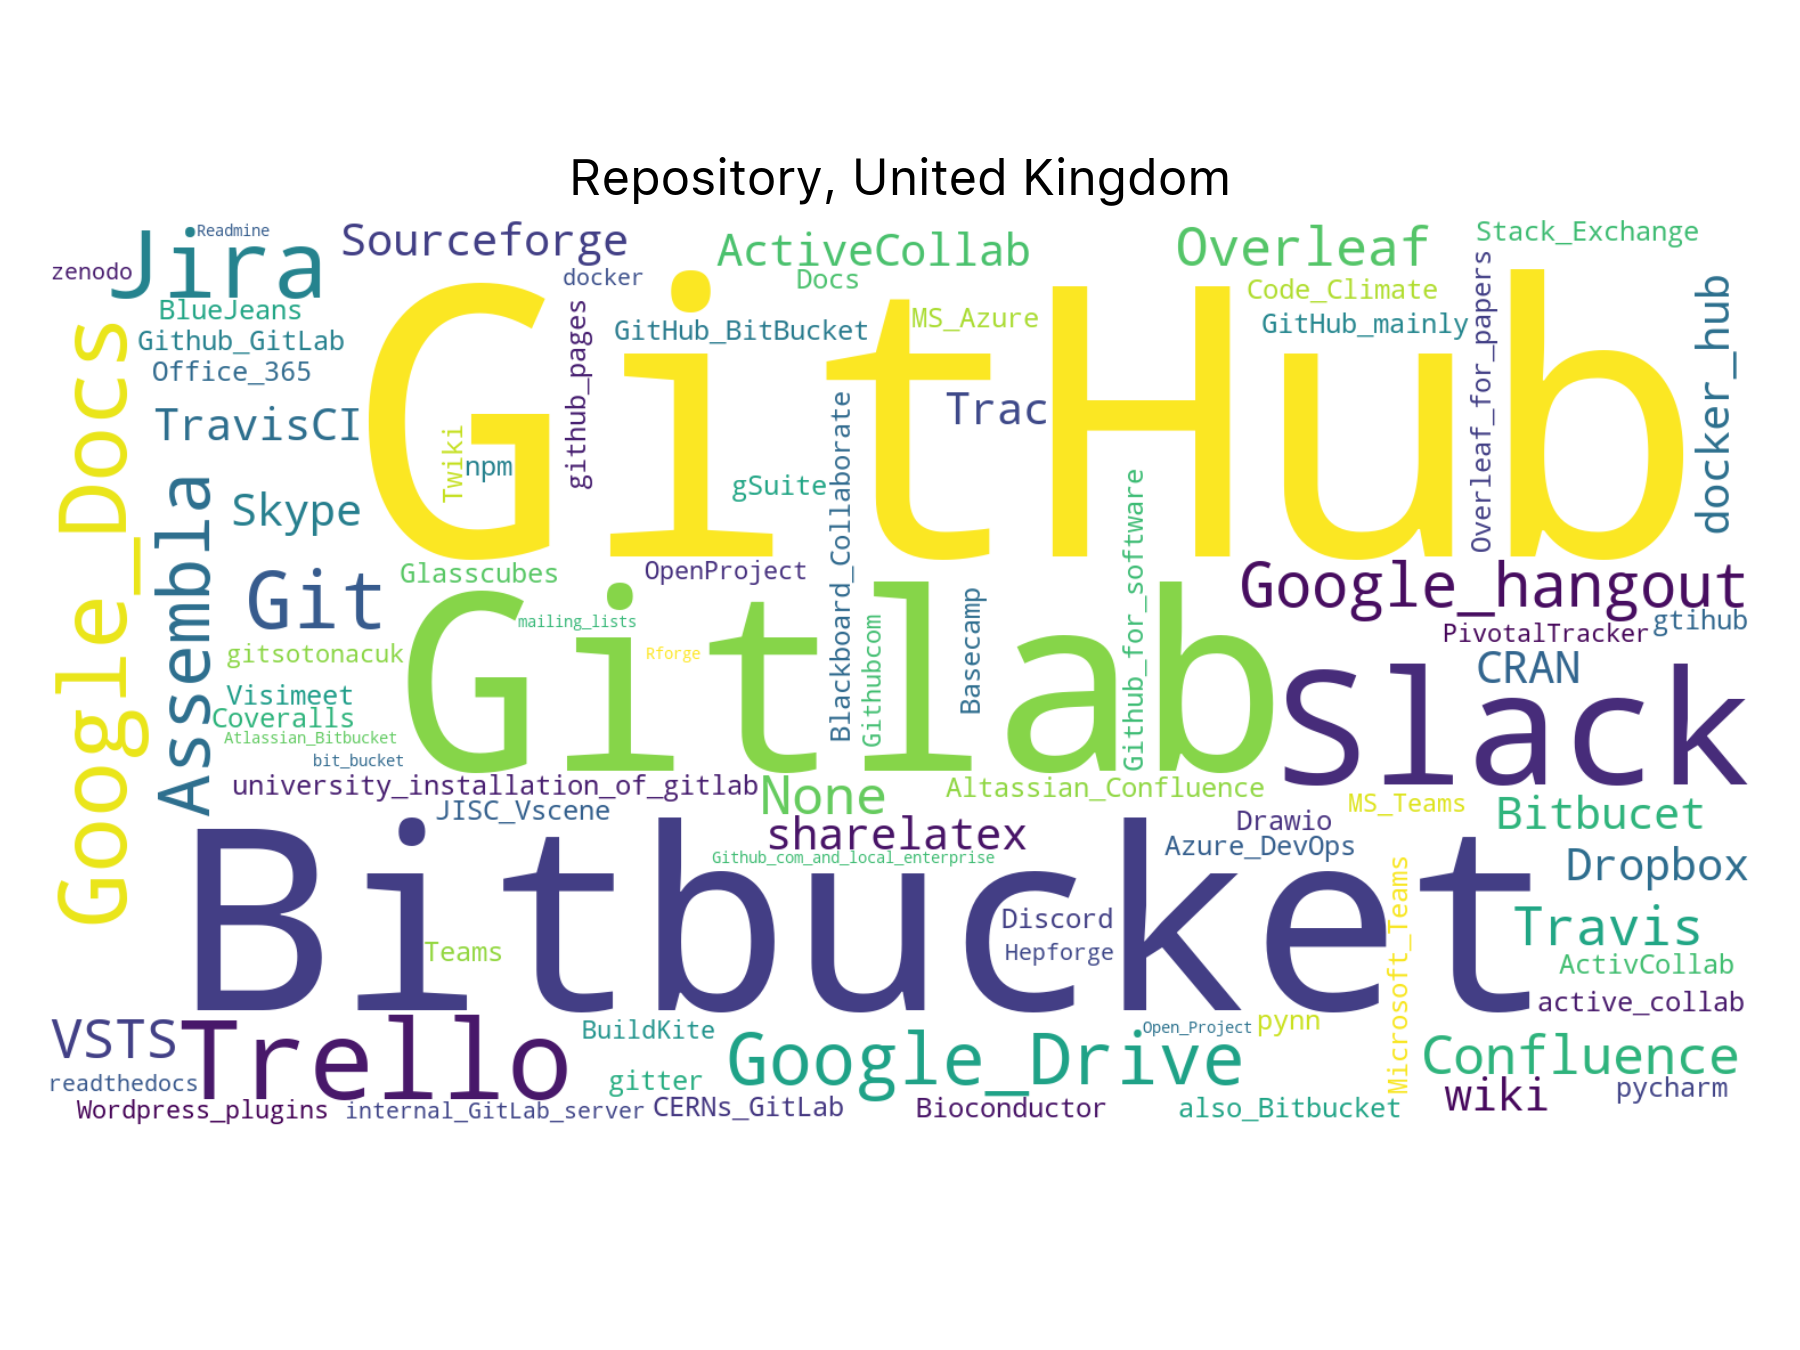 Repository, United Kingdom
Readmine
Sourceforge
ActiveCollab
Overleaf
Stack_Exchange
zenodo
Jira
docker
Docs
Code_Climate
BlueJeans
GitHub_BitBucket
MS_Azure
GitHub_mainly
Github_GitLab
Office_365
GitHub
github_pages
Overleaf_for_papers
docker_hub
TravisCI
Trac
Twiki
npm
gSuite
Blackboard_Collaborate
Google_Docs
Assembla
Skype
Github_for_software
Git
Glasscubes
OpenProject
Google_hangout
mailing_lists
Gitlab
Githubcom
Basecamp
PivotalTracker
gtihub
gitsotonacuk
Rforge
CRAN
Slack
Visimeet
Coveralls
Atlassian_Bitbucket
bit_bucket
university_installation_of_gitlab
None
Altassian_Confluence
MS_Teams
JISC_Vscene
sharelatex
Drawio
Bitbucet
Github_com_and_local_enterprise
Azure_DevOps
Dropbox
Bitbucket
Discord
Travis
Teams
Hepforge
Microsoft_Teams
ActivCollab
active_collab
VSTS
Trello
BuildKite
Open_Project
pynn
Google_Drive
Confluence
readthedocs
gitter
wiki
pycharm
Wordpress_plugins
internal_GitLab_server
CERNs_GitLab
Bioconductor
also_Bitbucket